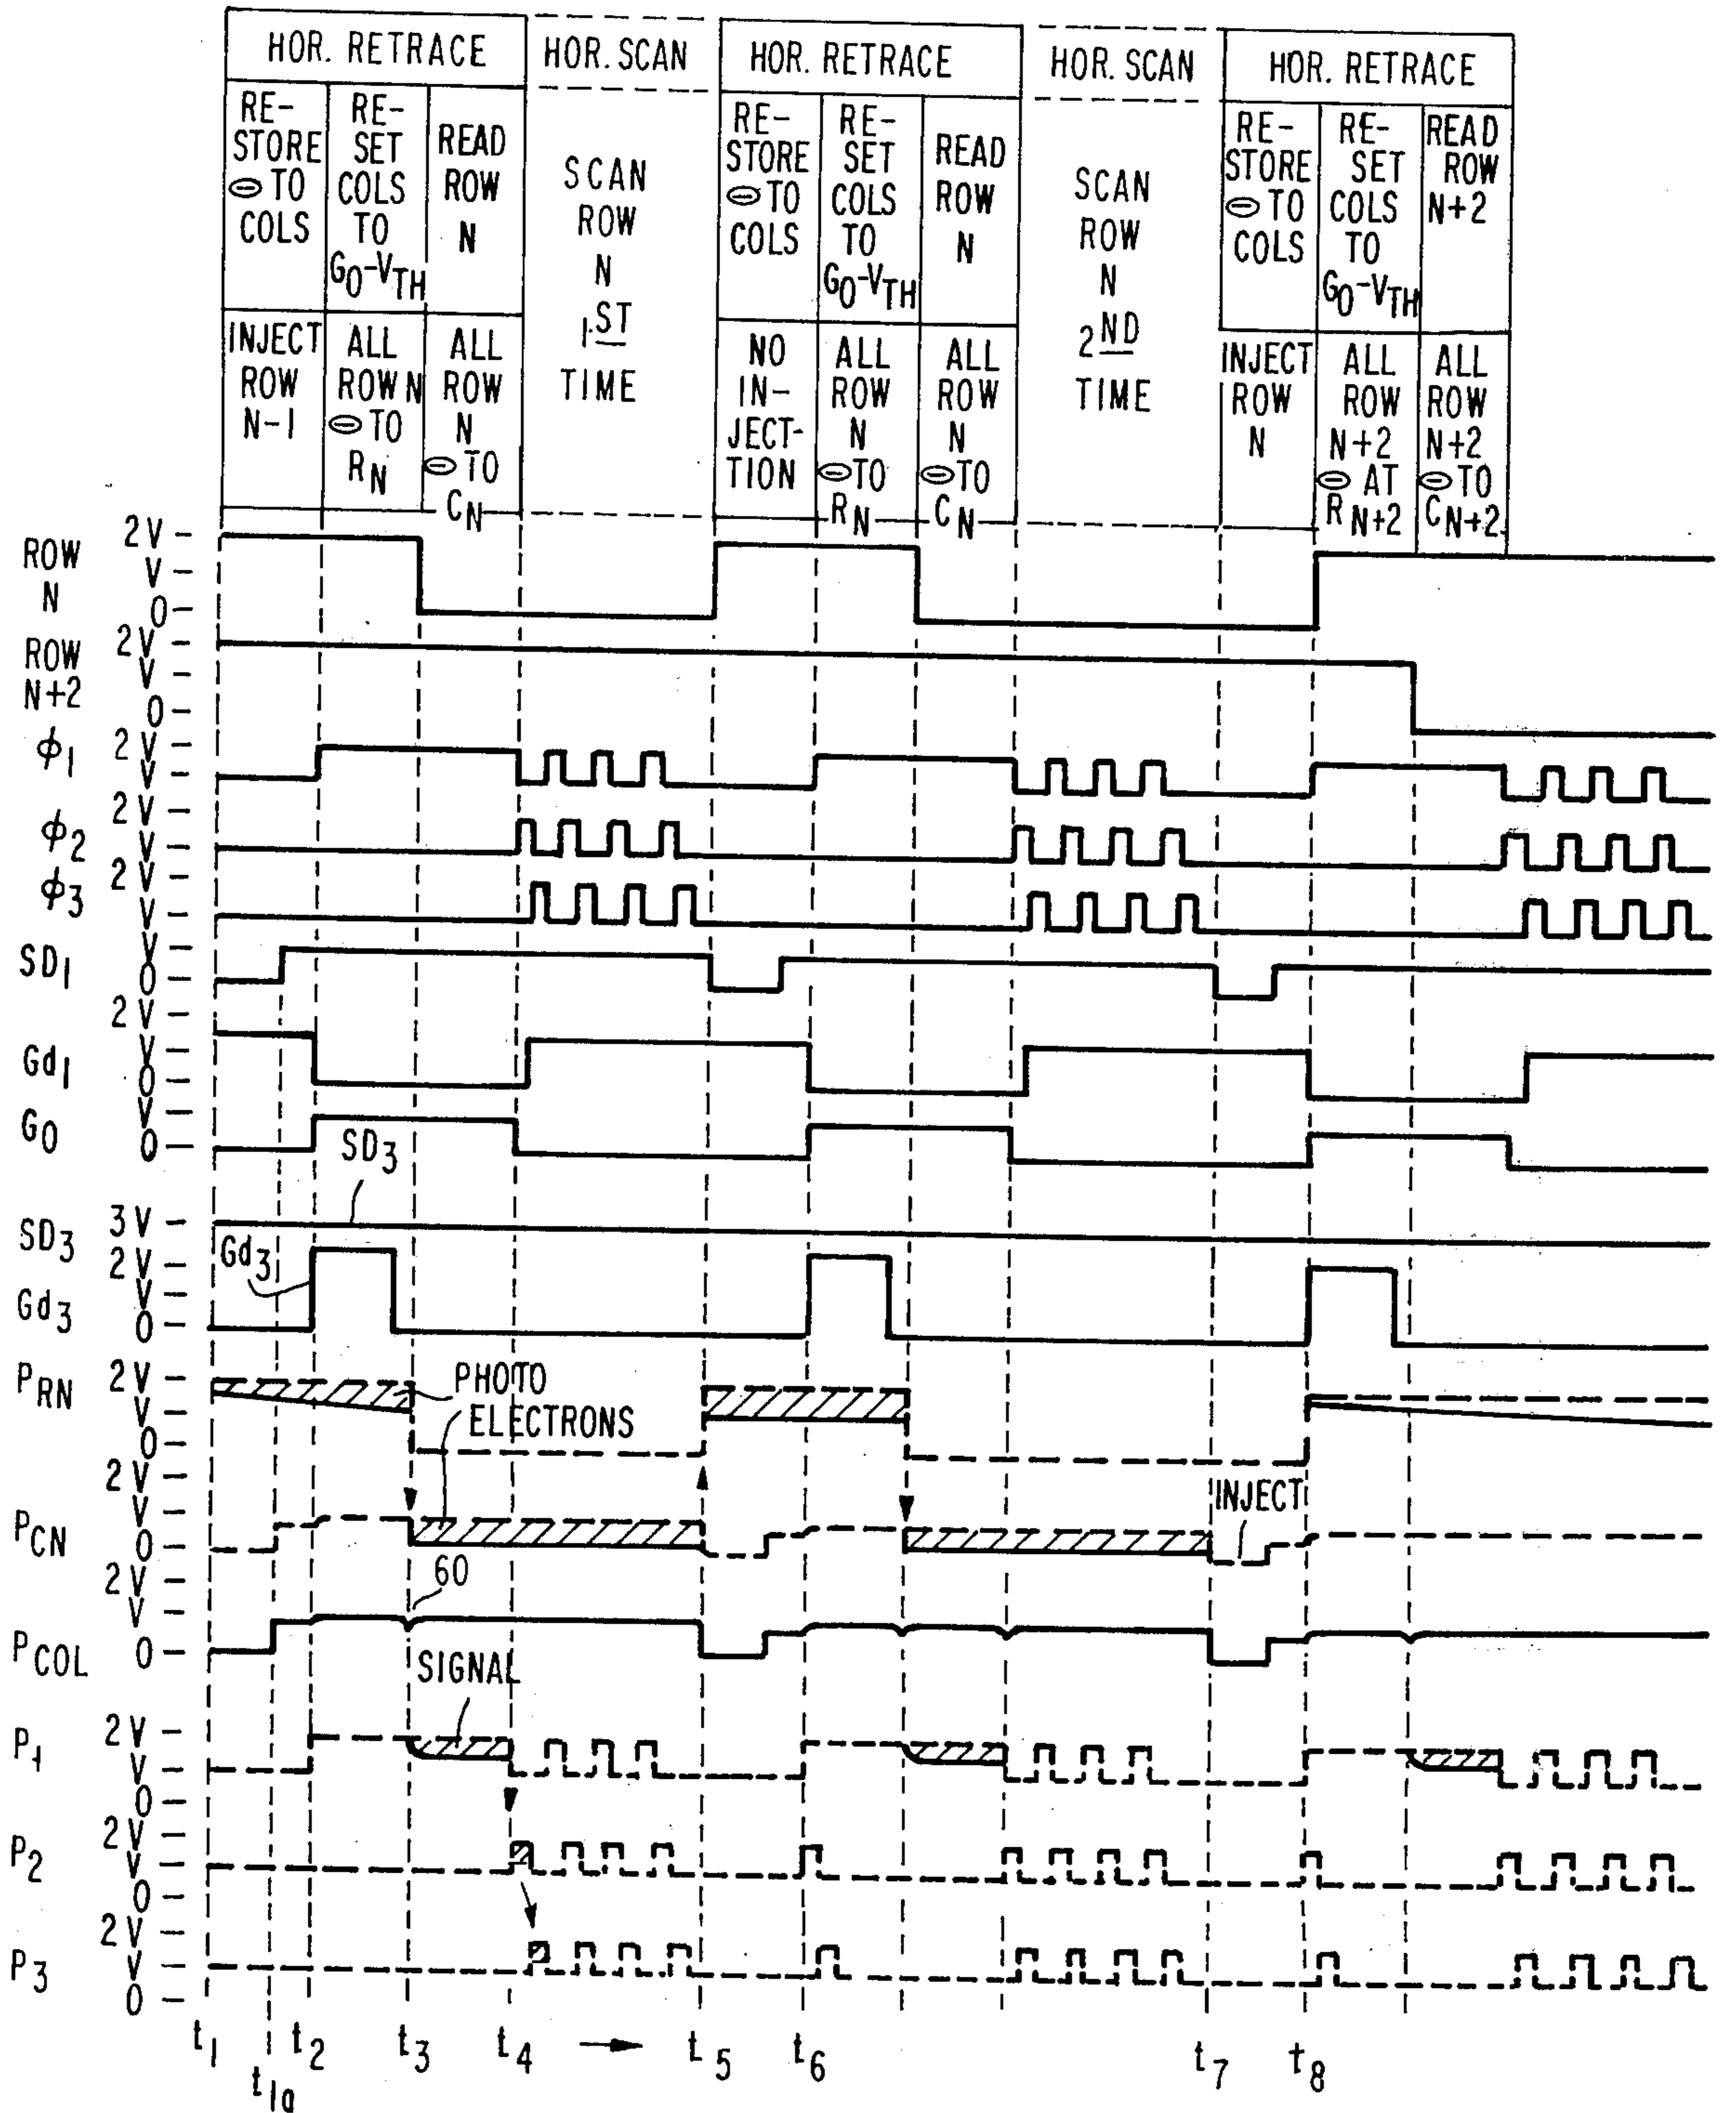 HOR. RETRACE
HOR. SCAN
HOR. RETRACE
HOR. SCAN
HOR. RETRACE
RE-
STORE
⊖ TO
COLS
RE-
SET
COLS
TO
G0-VTH
READ
ROW
N
SCAN
ROW
N
1ST
TIME
RE-
STORE
⊖ TO
COLS
RE-
SET
COLS
TO
G0-VTH
READ
ROW
N
SCAN
ROW
N
2ND
TIME
RE-
STORE
⊖ TO
COLS
RE-
SET
COLS
TO
G0-VTH
READ
ROW
N+2
INJECT
ROW
N-1
ALL
ROW N
⊖ TO
RN
ALL
ROW
N
⊖ TO
CN
NO
IN-
JECT-
TION
ALL
ROW
N
⊖ TO
RN
ALL
ROW
N
⊖ TO
CN
INJECT
ROW
N
ALL
ROW
N+2
⊖ AT
RN+2
ALL
ROW
N+2
⊖ TO
CN+2
ROW
N
2V
V
0
ROW
N+2
2V
V
0
ϕ1
2V
V
ϕ2
2V
V
ϕ3
2V
V
SD1
V
0
Gd1
2V
V
0
G0
V
0
SD3
SD3
3V
Gd3
Gd3
2V
V
0
PRN
2V
V
0
PHOTO
ELECTRONS
PCN
2V
V
0
INJECT
60
PCOL
2V
V
0
SIGNAL
P1
2V
V
0
P2
2V
V
0
P3
2V
V
0
t1
t1a
t2
t3
t4
t5
t6
t7
t8